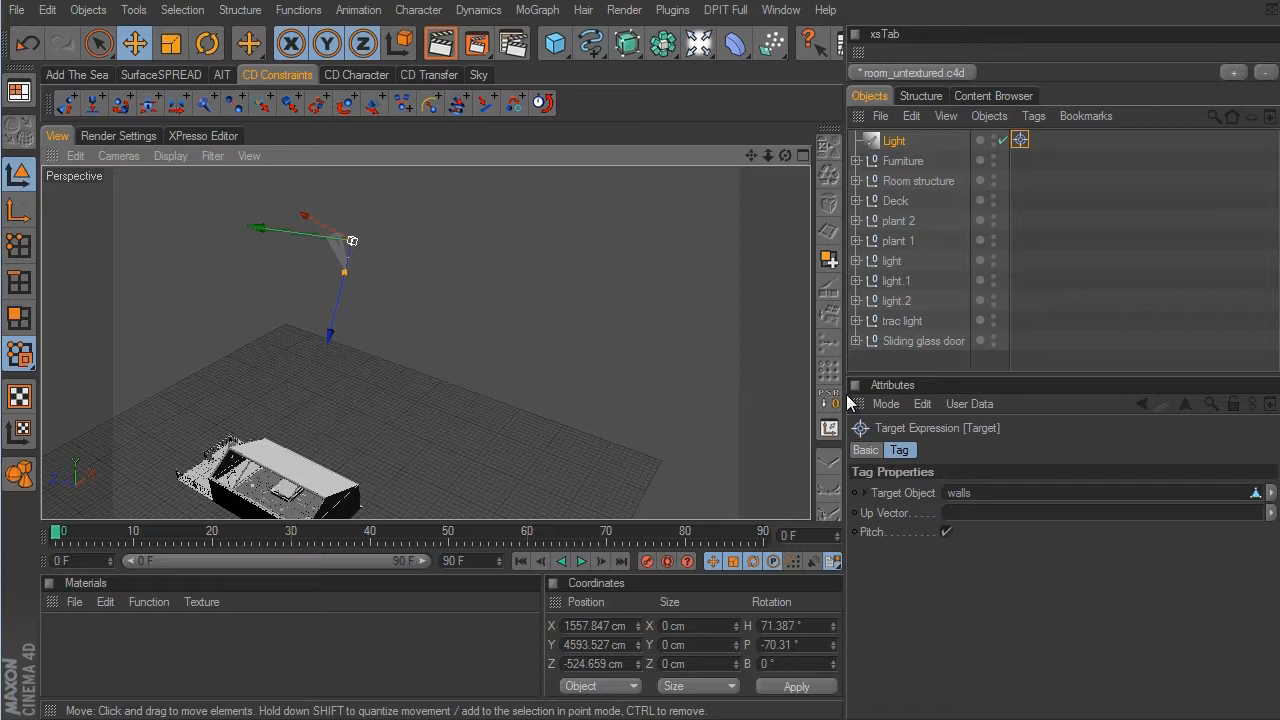 File Edit Objects Tools Selection Structure Functions Animation Character Dynamics MoGraph Hair Render Plugins DPIT Full Window Help
xsTab
* room_untextured.c4d
Add The Sea SurfaceSPREAD AIT CD Constraints CD Character CD Transfer Sky
Objects Structure Content Browser
File Edit View Objects Tags Bookmarks
View Render Settings XPresso Editor
Edit Cameras Display Filter View
Perspective
Light
Furniture
Room structure
Deck
plant 2
plant 1
light
light.1
light.2
trac light
Sliding glass door
Attributes
Mode Edit User Data
Target Expression [Target]
Basic Tag
Tag Properties
Target Object walls
Up Vector. . . . .
Pitch. . . . . . . . .
P S R
0
Z Y X
0 10 20 30 40 50 60 70 80 90 0 F
0 F 0 F 90 F 90 F
Materials
File Edit Function Texture
Coordinates
Position Size Rotation
X 1557.847 cm X 0 cm H 71.387 °
Y 4593.527 cm Y 0 cm P -70.31 °
Z -524.659 cm Z 0 cm B 0 °
Object Size Apply
MAXON
CINEMA 4D
Move: Click and drag to move elements. Hold down SHIFT to quantize movement / add to the selection in point mode, CTRL to remove.